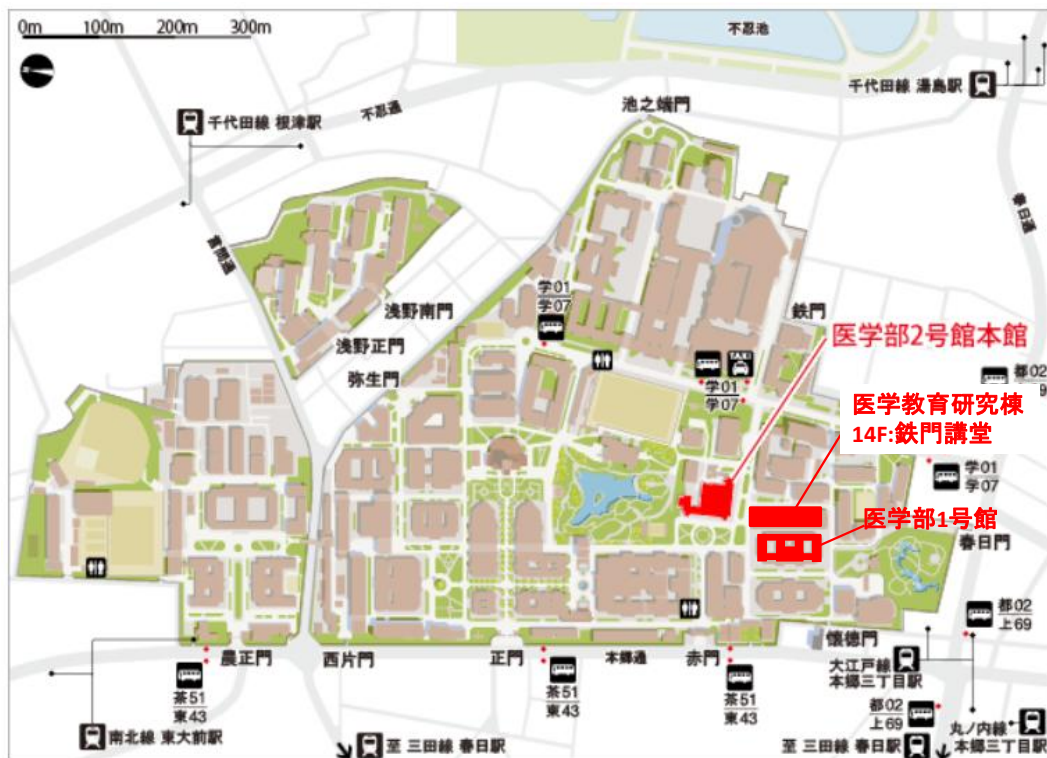 0m 100m 200m 300m
不忍池
千代田線 湯島駅
池之端門
千代田線 根津駅
不忍通
春日通
言問通
学01
学07
浅野南門
鉄門
浅野正門
医学部2号館本館
弥生門
TAXI
学01
学07
都02
医学教育研究棟
14F:鉄門講堂
学01
学07
医学部1号館
春日門
都02
上69
懐徳門
農正門
西片門
正門
本郷通
赤門
大江戸線
本郷三丁目駅
茶51
東43
茶51
東43
茶51
東43
都02
上69
丸ノ内線
本郷三丁目駅
南北線 東大前駅
至 三田線 春日駅
至 三田線 春日駅